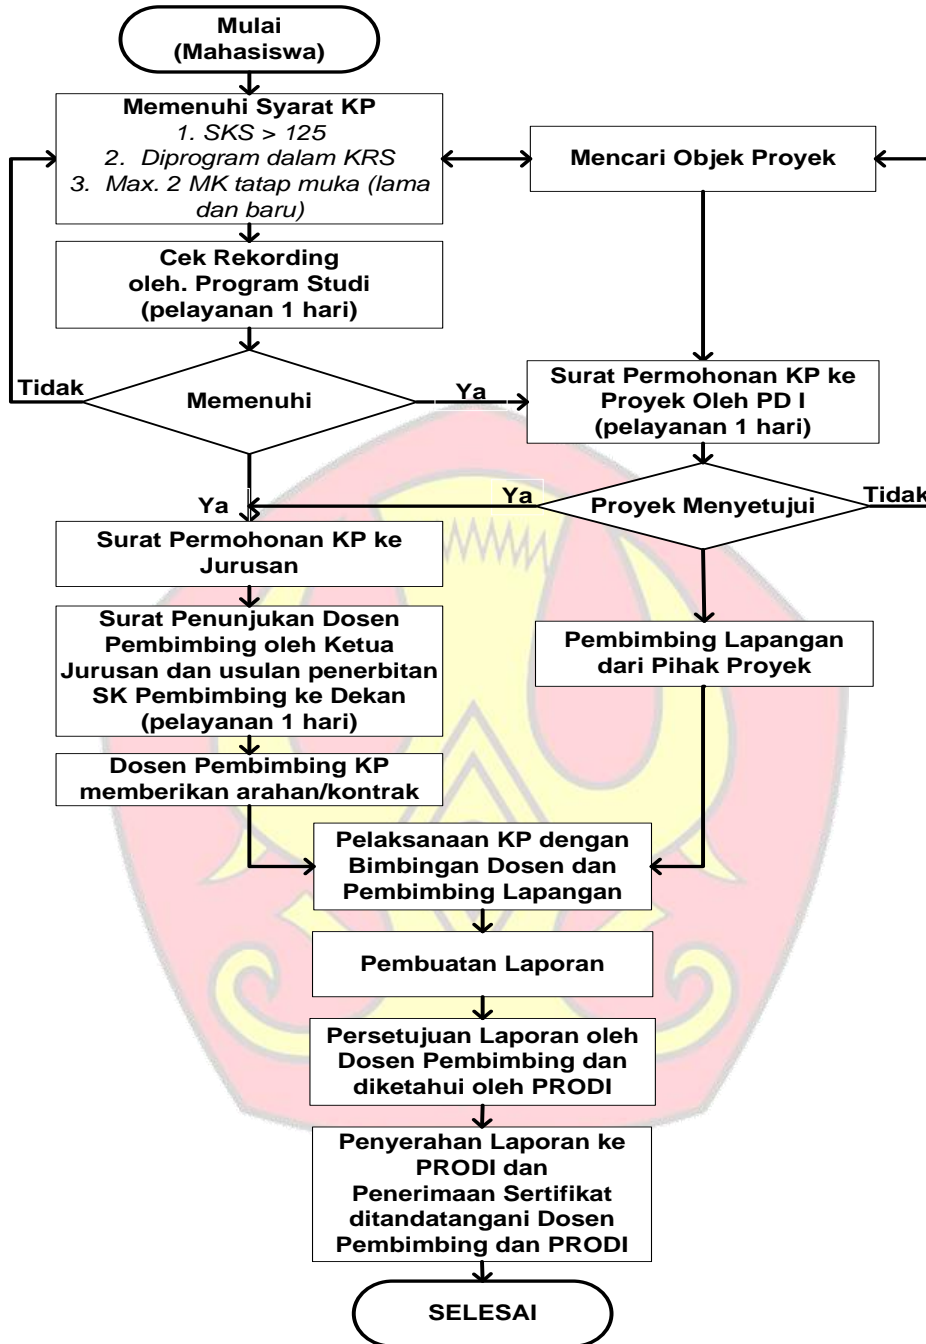 Mulai
(Mahasiswa)
Memenuhi Syarat KP
1. SKS > 125
2. Diprogram dalam KRS
3. Max. 2 MK tatap muka (lama
dan baru)
Mencari Objek Proyek
Cek Rekording
oleh. Program Studi
(pelayanan 1 hari)
Tidak
Memenuhi
Ya
Surat Permohonan KP ke
Proyek Oleh PD I
(pelayanan 1 hari)
Ya
Ya
Proyek Menyetujui
Tidak
Surat Permohonan KP ke
Jurusan
Surat Penunjukan Dosen
Pembimbing oleh Ketua
Jurusan dan usulan penerbitan
SK Pembimbing ke Dekan
(pelayanan 1 hari)
Pembimbing Lapangan
dari Pihak Proyek
Dosen Pembimbing KP
memberikan arahan/kontrak
Pelaksanaan KP dengan
Bimbingan Dosen dan
Pembimbing Lapangan
Pembuatan Laporan
Persetujuan Laporan oleh
Dosen Pembimbing dan
diketahui oleh PRODI
Penyerahan Laporan ke
PRODI dan
Penerimaan Sertifikat
ditandatangani Dosen
Pembimbing dan PRODI
SELESAI